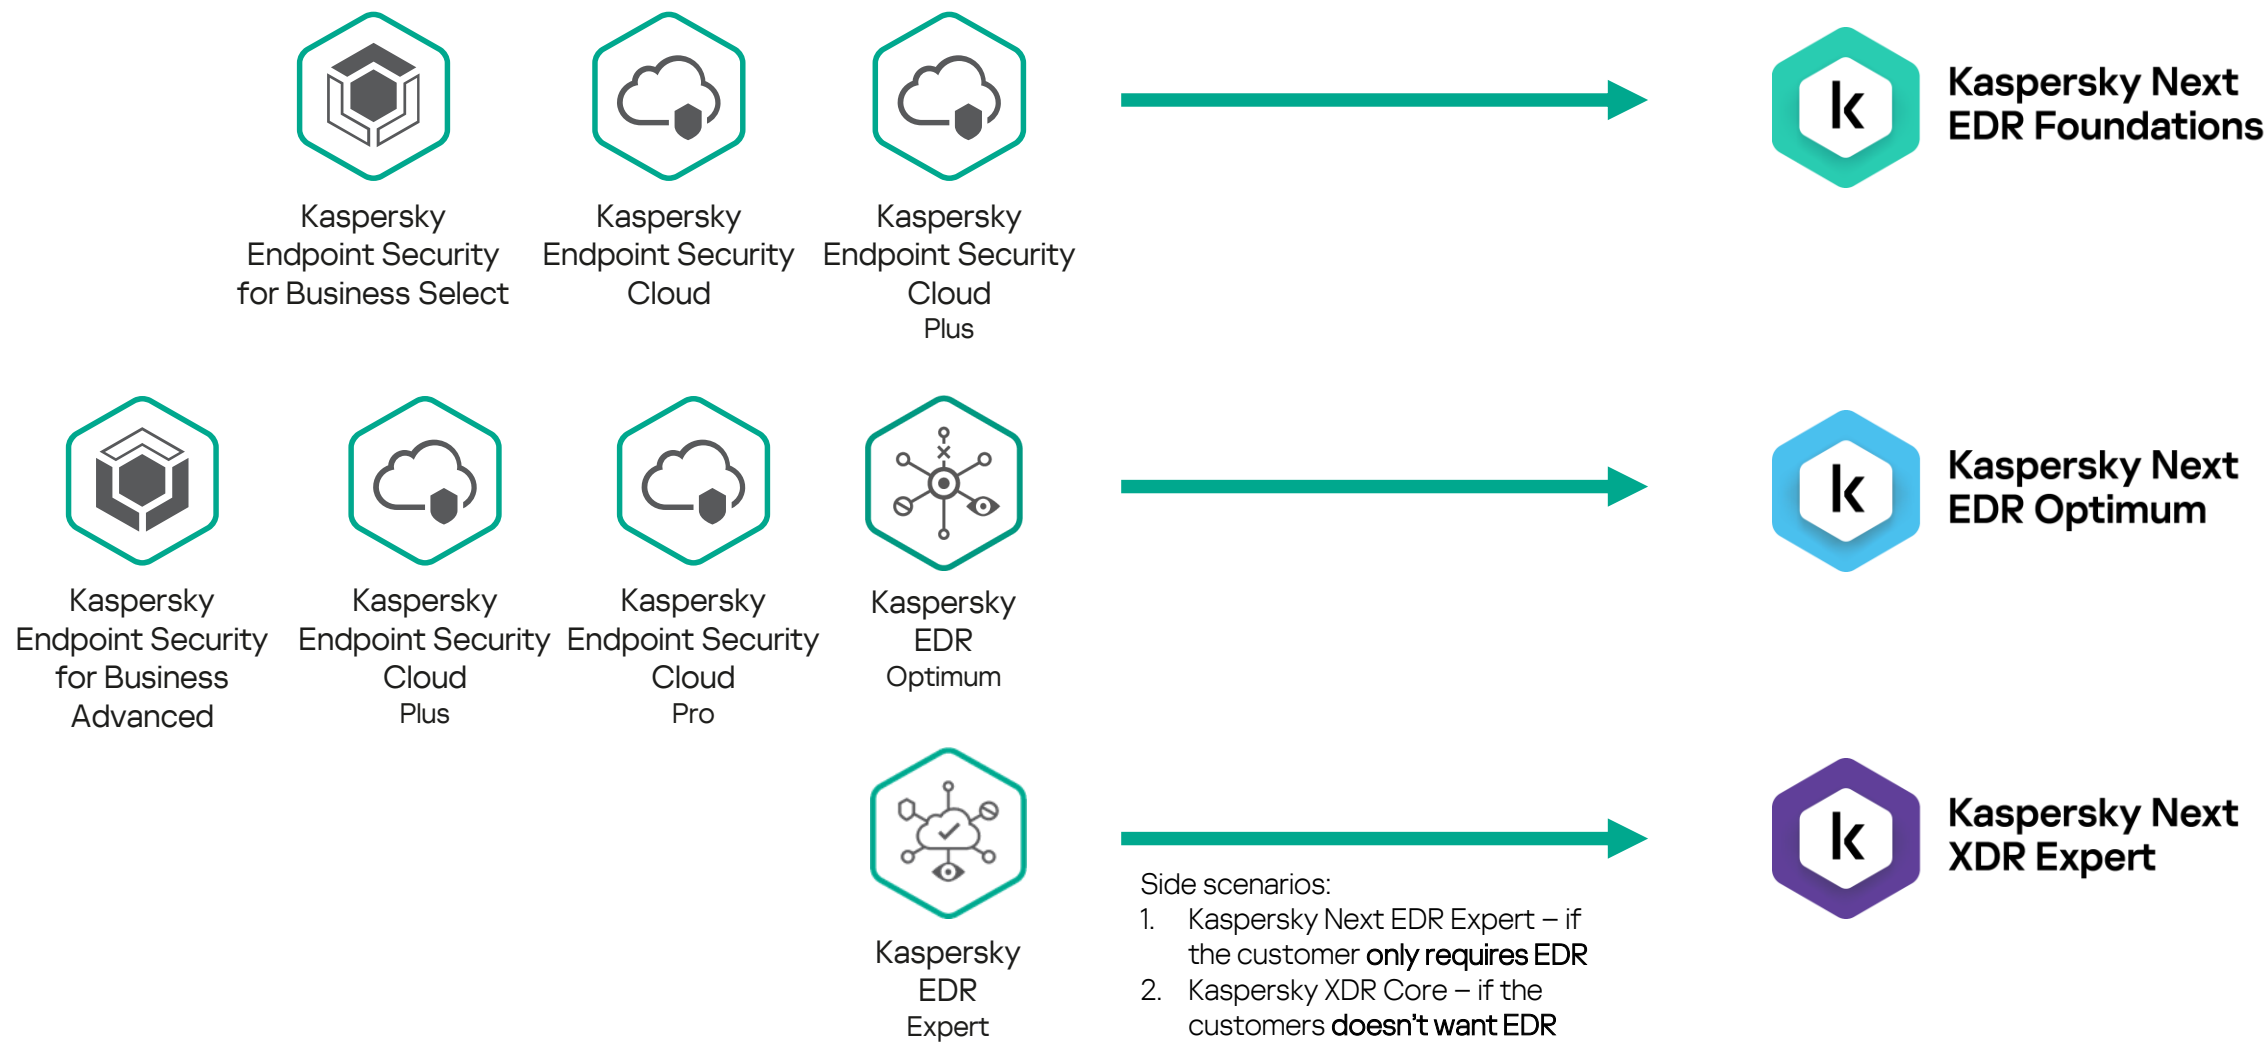 Kaspersky
Endpoint Security
for Business Select
Kaspersky
Endpoint Security
Cloud
Kaspersky
Endpoint Security
Cloud
Plus
k
Kaspersky Next
EDR Foundations
Kaspersky
Endpoint Security
for Business
Advanced
Kaspersky
Endpoint Security
Cloud
Plus
Kaspersky
Endpoint Security
Cloud
Pro
Kaspersky
EDR
Optimum
k
Kaspersky Next
EDR Optimum
Kaspersky
EDR
Expert
Side scenarios:
1. Kaspersky Next EDR Expert – if
the customer only requires EDR
2. Kaspersky XDR Core – if the
customers doesn't want EDR
k
Kaspersky Next
XDR Expert